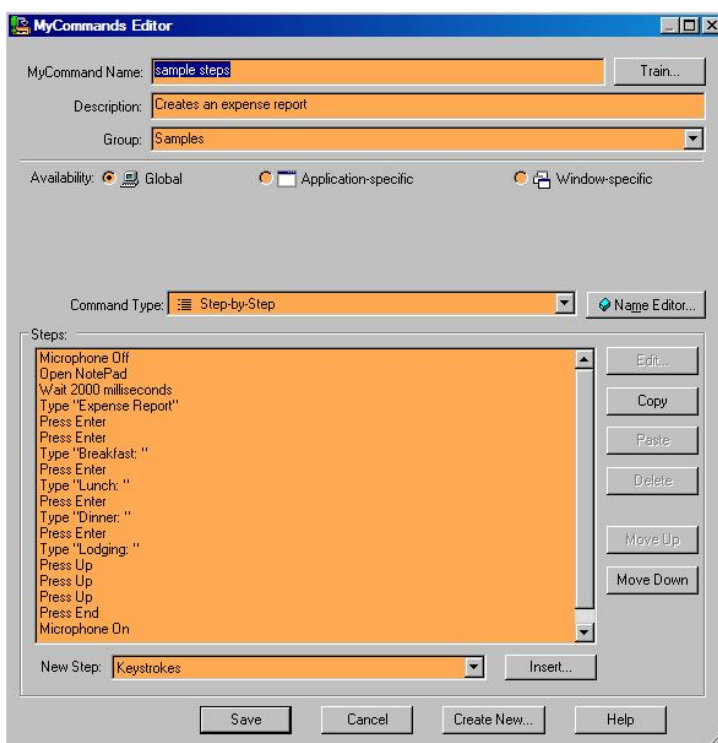 MyCommands Editor
MyCommand Name: sample steps Train...
Description: Creates an expense report
Group: Samples
Availability: Global Application-specific Window-specific
Command Type: Step-by-Step Name Editor...
Steps:
Microphone Off
Open NotePad
Wait 2000 milliseconds
Type "Expense Report"
Press Enter
Press Enter
Type "Breakfast: "
Press Enter
Type "Lunch: "
Press Enter
Type "Dinner: "
Press Enter
Type "Lodging: "
Press Up
Press Up
Press Up
Press End
Microphone On
Edit...
Copy
Paste
Delete
Move Up
Move Down
New Step: Keystrokes Insert...
Save Cancel Create New... Help